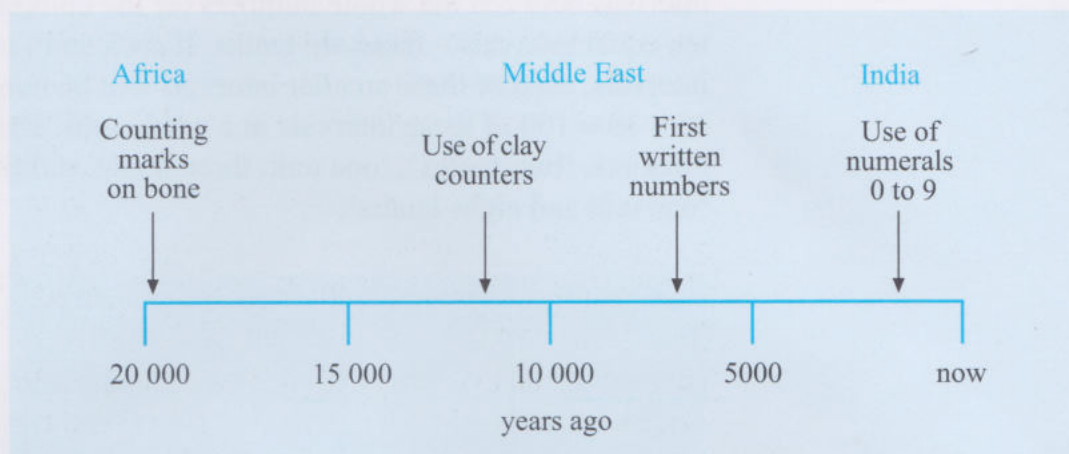 Africa
Middle East
India
Counting
marks
on bone
Use of clay
counters
First
written
numbers
Use of
numerals
0 to 9
20 000
15 000
10 000
5000
now
years ago